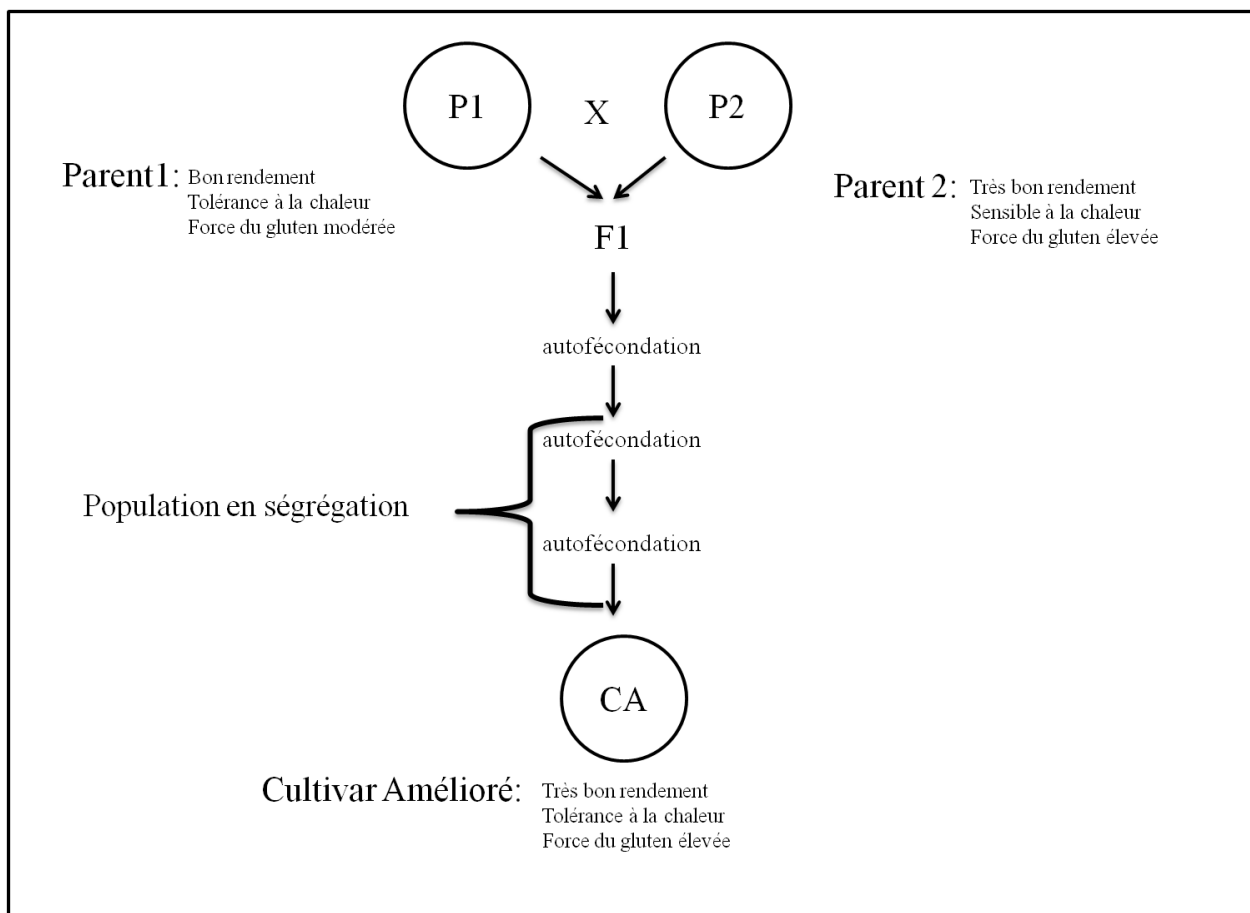 P1
X
P2
Parent1:
Bon rendement
Tolérance à la chaleur
Force du gluten modérée
Parent 2:
Très bon rendement
Sensible à la chaleur
Force du gluten élevée
F1
autofécondation
autofécondation
Population en ségrégation
autofécondation
CA
Cultivar Amélioré:
Très bon rendement
Tolérance à la chaleur
Force du gluten élevée